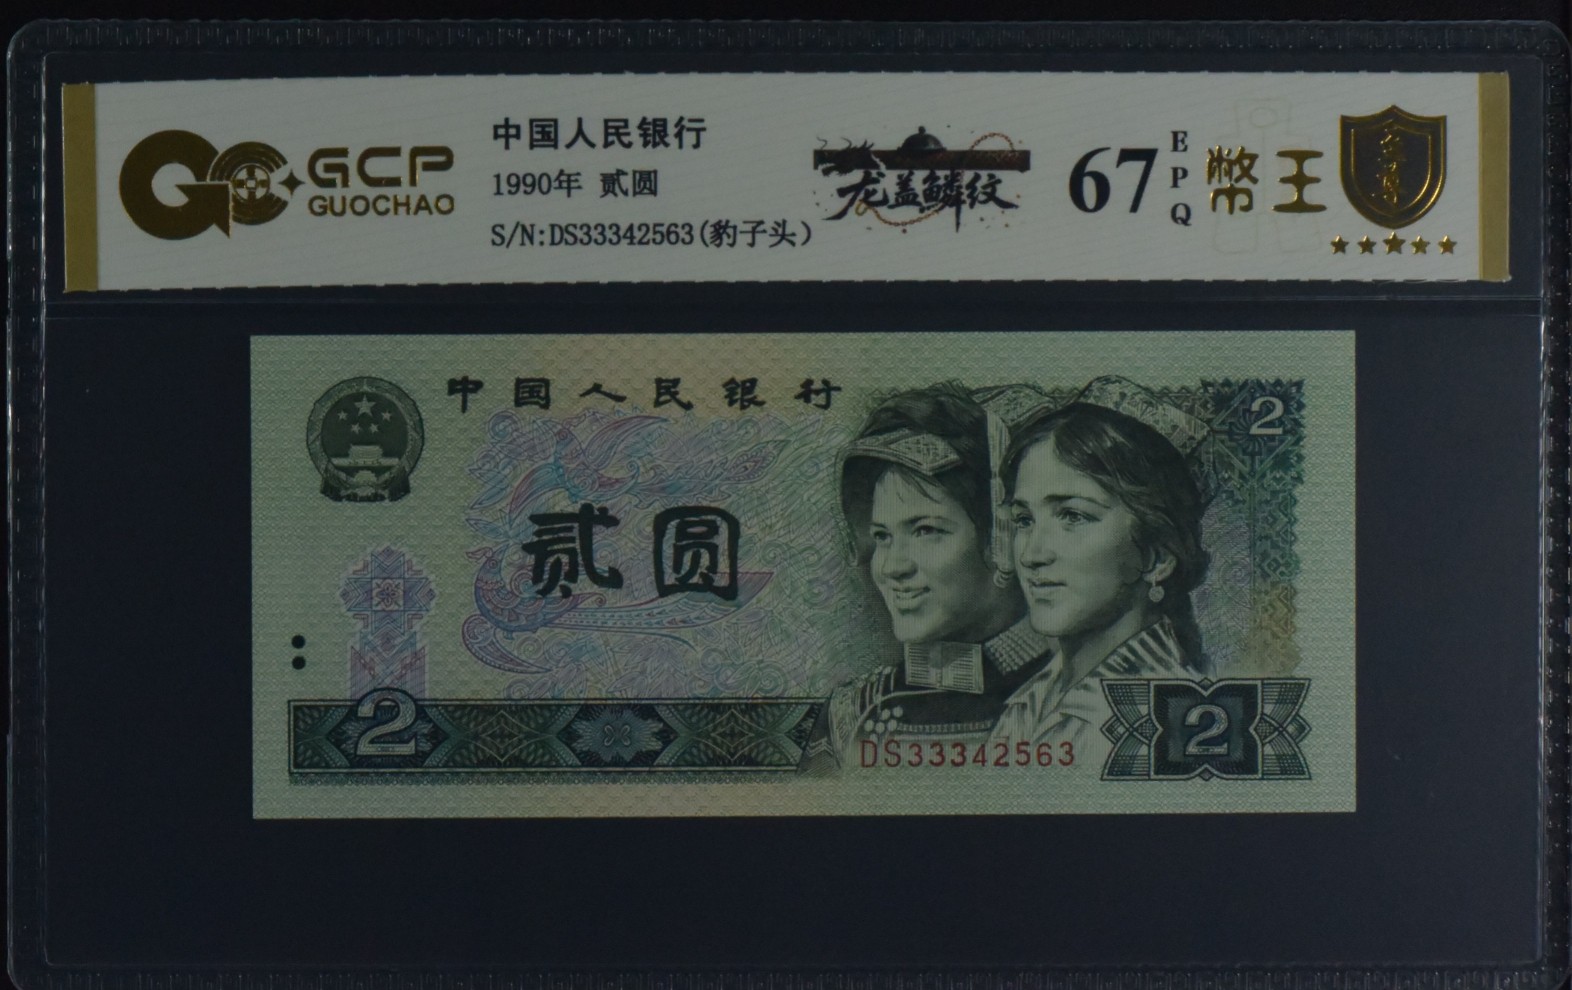 GCP
GUOCHAO
中国人民银行
1990年 贰圆
S/N:DS33342563(豹子头)
龙盖鳞纹
67
EPQ
幣王
中国人民银行
2
贰圆
2
DS33342563
2